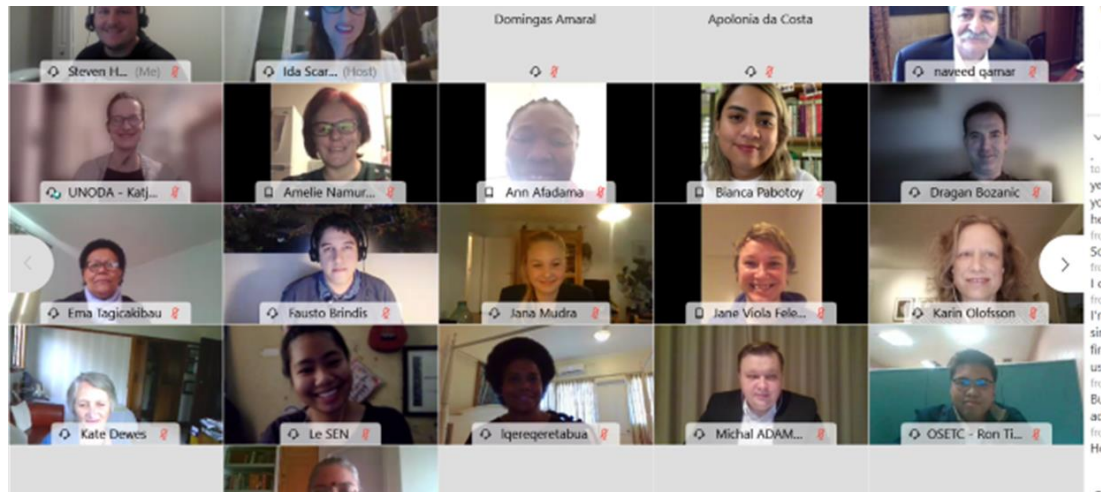 Domingas Amaral
Apolonia da Costa
Steven H... (Me)
Ida Scar... (Host)
naveed qamar
UNODA - Katj...
Amelie Namur...
Ann Afadama
Bianca Pabotoy
Dragan Bozanic
Ema Tagicakibau
Fausto Brindis
Jana Mudra
Jane Viola Fele...
Karin Olofsson
Kate Dewes
Le SEN
lqereqeretabua
Michal ADAM...
OSETC - Ron Ti...